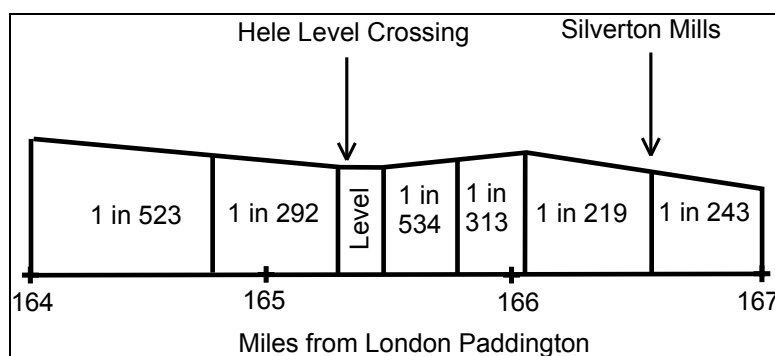 Hele Level Crossing
Silverton Mills
1 in 523
1 in 292
Level
1 in
534
1 in
313
1 in 219
1 in 243
164
165
166
167
Miles from London Paddington